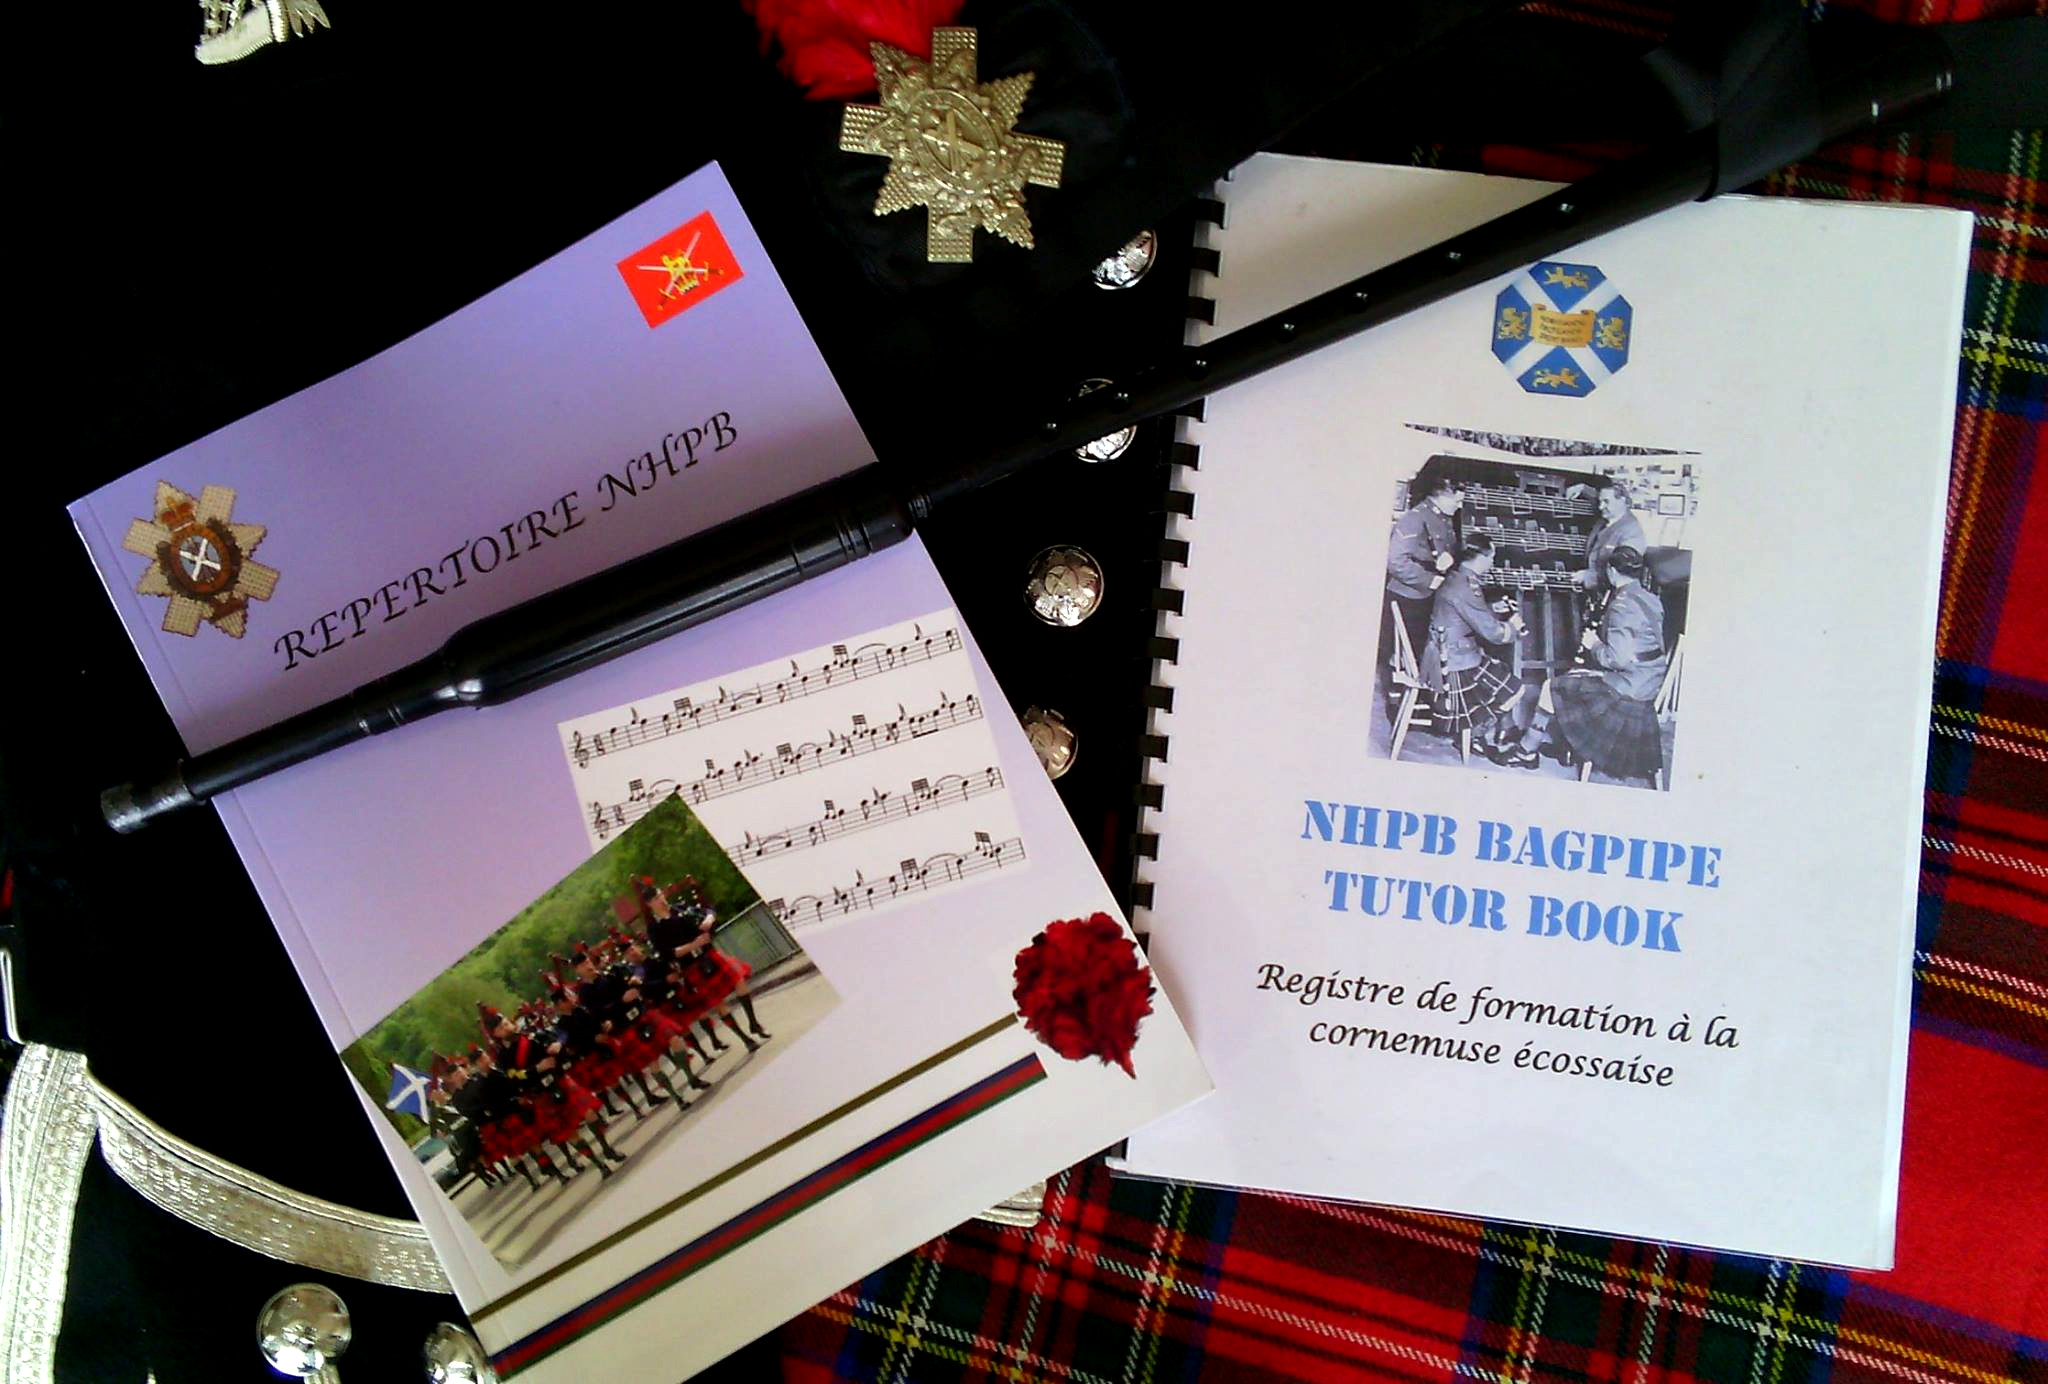 REPERTOIRE NHPB
NHPB BAGPIPE
TUTOR BOOK
Registre de formation à la
cornemuse écossaise